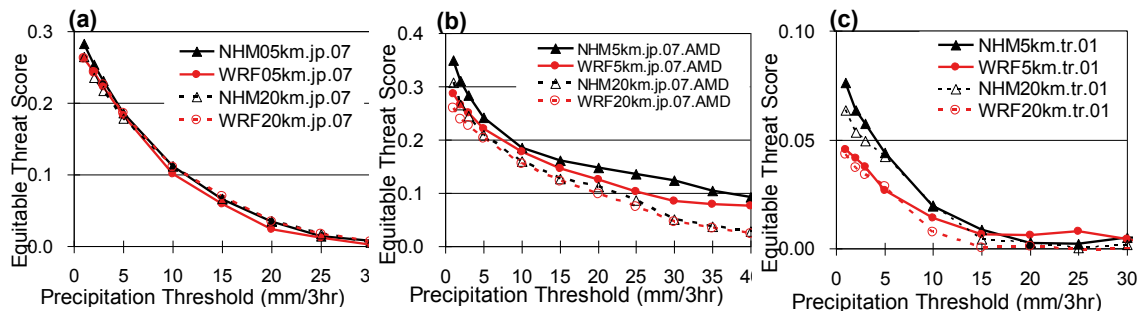 (a)
Equitable Threat Score
0.3
0.2
0.1
0.0
NHM05km.jp.07
WRF05km.jp.07
NHM20km.jp.07
WRF20km.jp.07
0 5 10 15 20 25 30
Precipitation Threshold (mm/3hr)
(b)
Equitable Threat Score
0.4
0.3
0.2
0.1
0.0
NHM5km.jp.07.AMD
WRF5km.jp.07.AMD
NHM20km.jp.07.AMD
WRF20km.jp.07.AMD
0 5 10 15 20 25 30 35 40
Precipitation Threshold (mm/3hr)
(c)
Equitable Threat Score
0.10
0.05
0.00
NHM5km.tr.01
WRF5km.tr.01
NHM20km.tr.01
WRF20km.tr.01
0 5 10 15 20 25 30
Precipitation Threshold (mm/3hr)